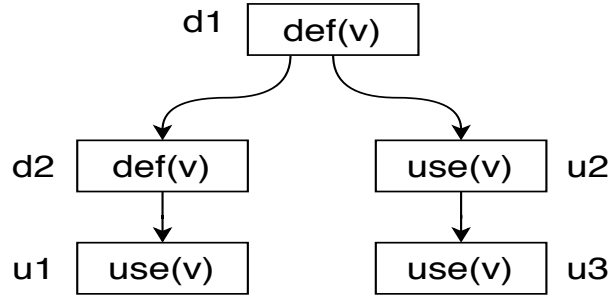 d1 def(v)
d2 def(v) use(v) u2
u1 use(v) use(v) u3